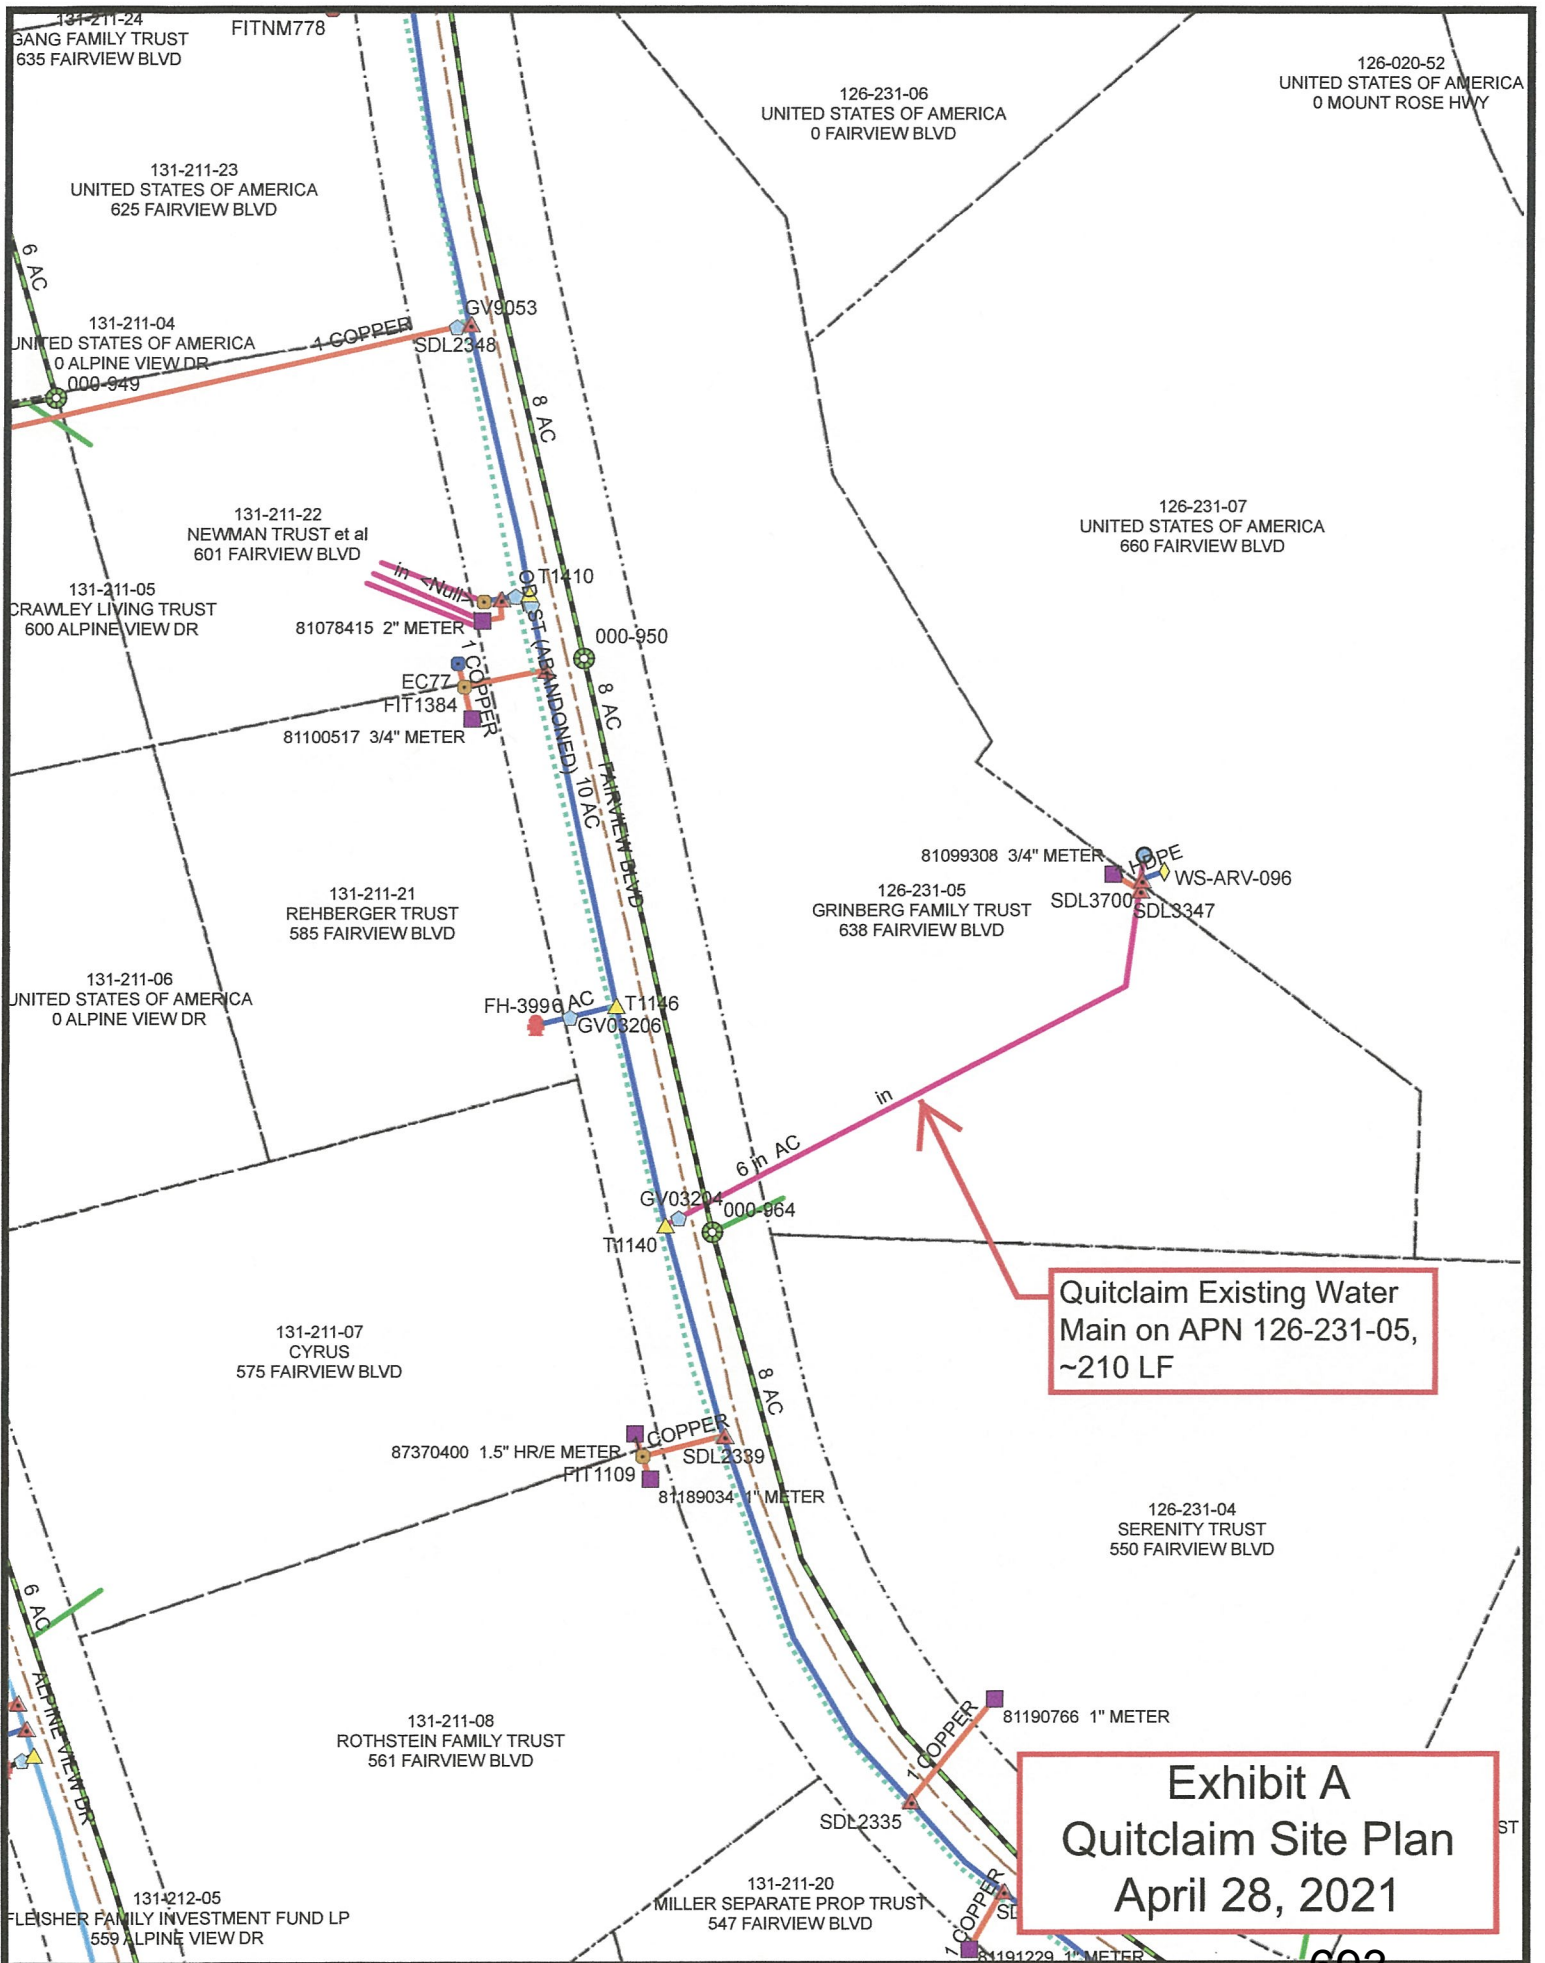 131-211-24
GANG FAMILY TRUST
635 FAIRVIEW BLVD
FITNM778
126-020-52
UNITED STATES OF AMERICA
0 MOUNT ROSE HWY
126-231-06
UNITED STATES OF AMERICA
0 FAIRVIEW BLVD
131-211-23
UNITED STATES OF AMERICA
625 FAIRVIEW BLVD
6 AC
GV9053
131-211-04
UNITED STATES OF AMERICA
0 ALPINE VIEW DR
1 COPPER
SDL2348
000-949
8 AC
131-211-22
NEWMAN TRUST et al
601 FAIRVIEW BLVD
126-231-07
UNITED STATES OF AMERICA
660 FAIRVIEW BLVD
131-211-05
CRAWLEY LIVING TRUST
600 ALPINE VIEW DR
in <Null>
T1410
81078415 2" METER
000-950
1 COPPER
EC77
FIT1384
81100517 3/4" METER
(ABANDONED) 10 AC
8 AC
FAIRVIEW BLVD
81099308 3/4" METER
HDPE
WS-ARV-096
SDL3700
SDL3347
131-211-21
REHBERGER TRUST
585 FAIRVIEW BLVD
126-231-05
GRINBERG FAMILY TRUST
638 FAIRVIEW BLVD
131-211-06
UNITED STATES OF AMERICA
0 ALPINE VIEW DR
FH-3996
AC
T1146
GV03206
in
6 in AC
GV03204
000-964
T1140
Quitclaim Existing Water
Main on APN 126-231-05,
~210 LF
131-211-07
CYRUS
575 FAIRVIEW BLVD
8 AC
COPPER
87370400 1.5" HR/E METER
SDL2339
FIT1109
81189034 1" METER
126-231-04
SERENITY TRUST
550 FAIRVIEW BLVD
6 AC
ALPINE VIEW DR
131-211-08
ROTHSTEIN FAMILY TRUST
561 FAIRVIEW BLVD
81190766 1" METER
1 COPPER
SDL2335
Exhibit A
Quitclaim Site Plan
April 28, 2021
ST
131-211-20
MILLER SEPARATE PROP TRUST
547 FAIRVIEW BLVD
1 COPPER
81191229 1" METER
131-212-05
FLEISHER FAMILY INVESTMENT FUND LP
559 ALPINE VIEW DR